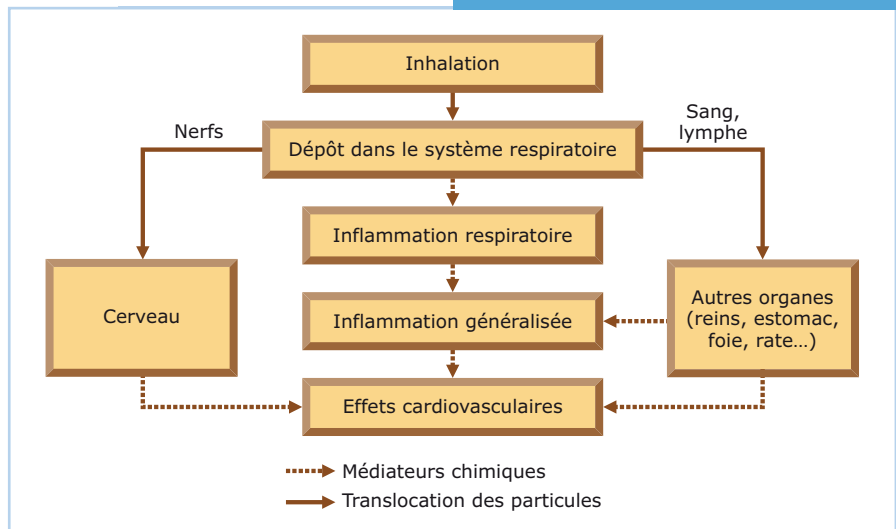 Inhalation
Nerfs
Sang,
lymphe
Dépôt dans le système respiratoire
Inflammation respiratoire
Cerveau
Inflammation généralisée
Autres organes
(reins, estomac,
foie, rate...)
Effets cardiovasculaires
Médiateurs chimiques
Translocation des particules